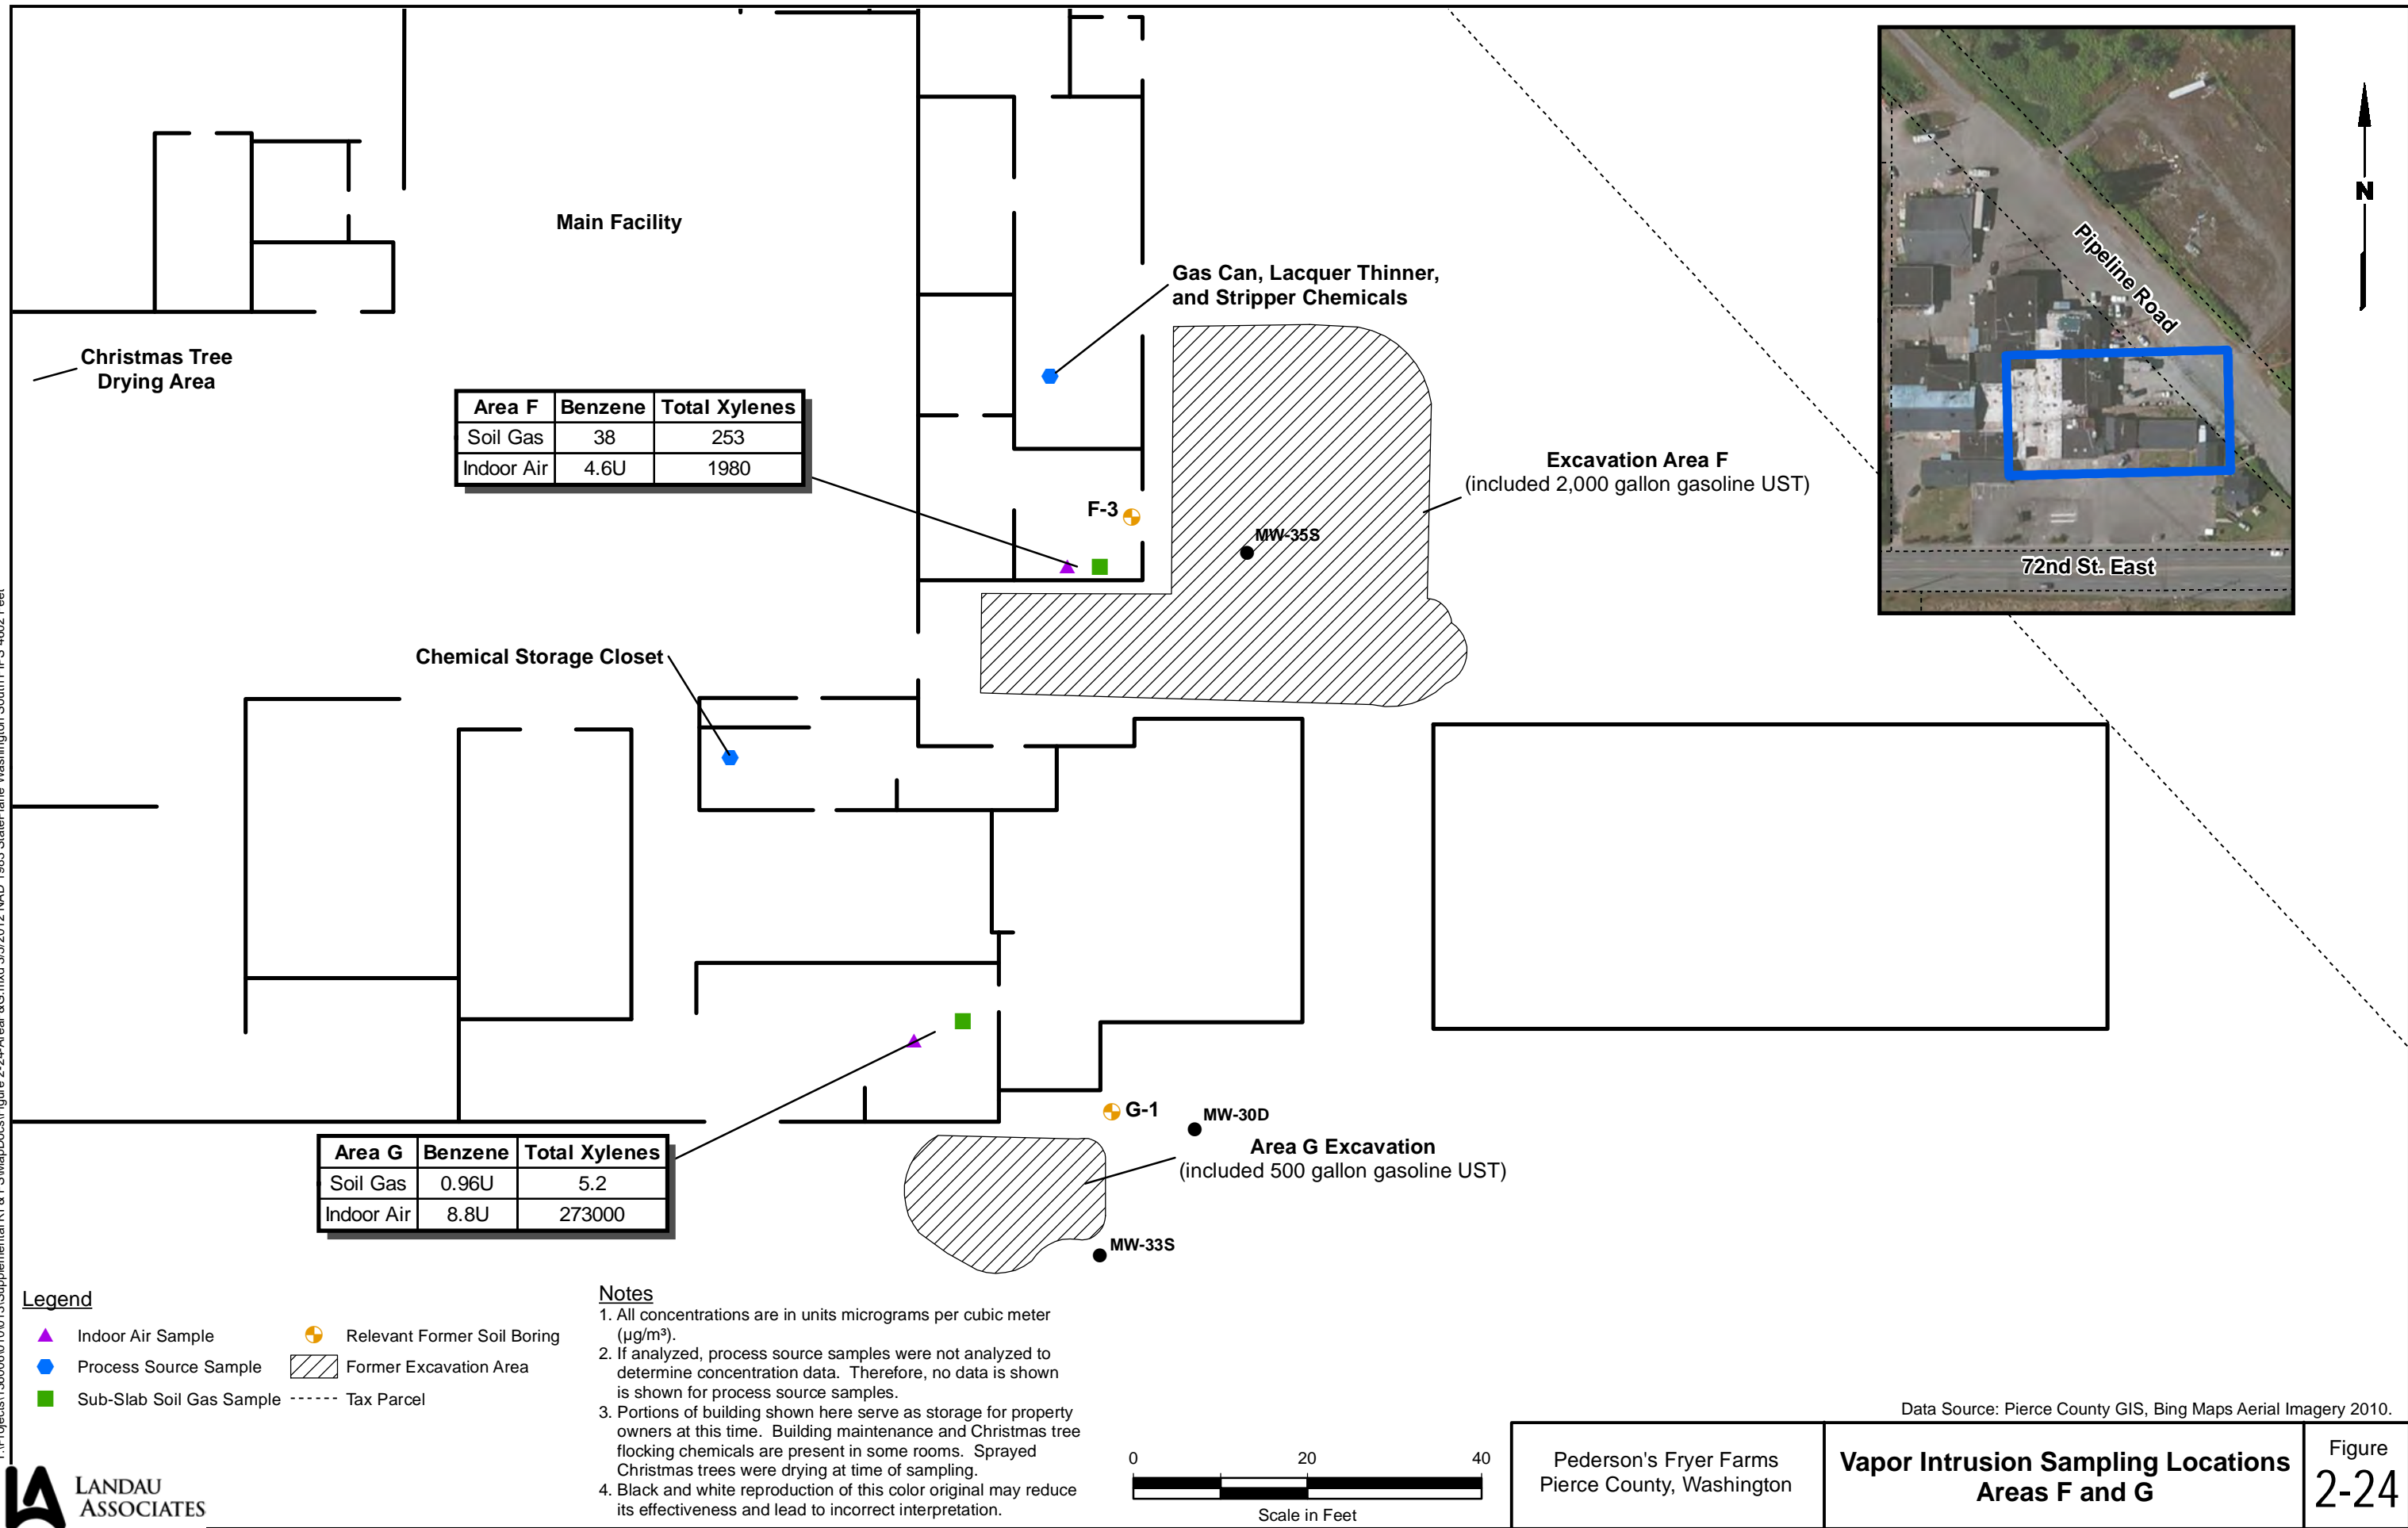 Main Facility
Gas Can, Lacquer Thinner,
and Stripper Chemicals
Pipeline Road
N
Christmas Tree
Drying Area
Area F Benzene Total Xylenes
Soil Gas 38 253
Indoor Air 4.6U 1980
Excavation Area F
(included 2,000 gallon gasoline UST)
F-3
MW-35S
72nd St. East
Chemical Storage Closet
G-1
MW-30D
Area G Excavation
(included 500 gallon gasoline UST)
Area G Benzene Total Xylenes
Soil Gas 0.96U 5.2
Indoor Air 8.8U 273000
MW-33S
Legend
Indoor Air Sample
Process Source Sample
Sub-Slab Soil Gas Sample
Relevant Former Soil Boring
Former Excavation Area
Tax Parcel
Notes
1. All concentrations are in units micrograms per cubic meter
(µg/m³).
2. If analyzed, process source samples were not analyzed to
determine concentration data. Therefore, no data is shown
is shown for process source samples.
3. Portions of building shown here serve as storage for property
owners at this time. Building maintenance and Christmas tree
flocking chemicals are present in some rooms. Sprayed
Christmas trees were drying at time of sampling.
4. Black and white reproduction of this color original may reduce
its effectiveness and lead to incorrect interpretation.
0 20 40
Scale in Feet
Data Source: Pierce County GIS, Bing Maps Aerial Imagery 2010.
LANDAU
ASSOCIATES
Pederson's Fryer Farms
Pierce County, Washington
Vapor Intrusion Sampling Locations
Areas F and G
Figure
2-24